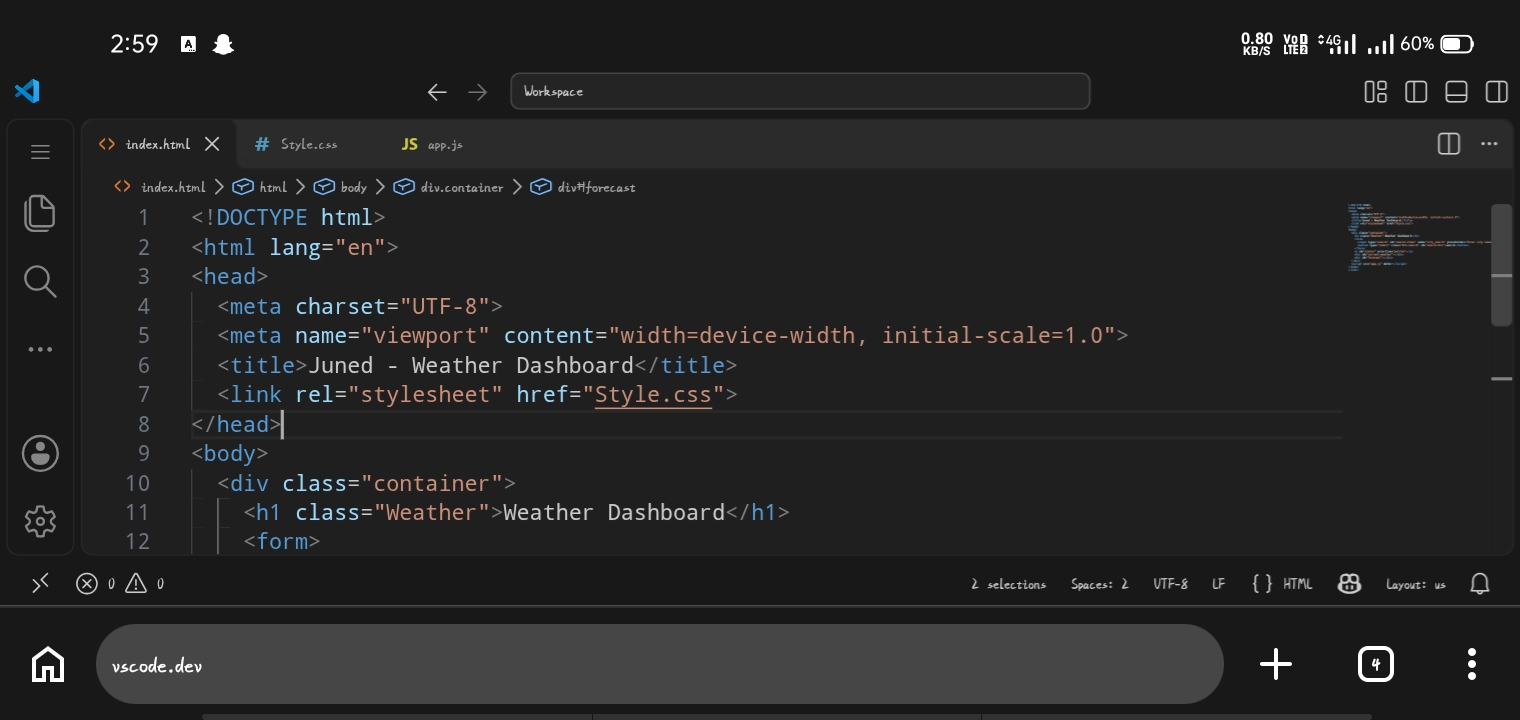 2:59 A 0.80 KB/S VoD LTE2 4G 60%
Workspace
index.html # Style.css JS app.js
index.html > html > body > div.container > div#forecast
1 <!DOCTYPE html>
2 <html lang="en">
3 <head>
4 <meta charset="UTF-8">
5 <meta name="viewport" content="width=device-width, initial-scale=1.0">
6 <title>Juned - Weather Dashboard</title>
7 <link rel="stylesheet" href="Style.css">
8 </head>
9 <body>
10 <div class="container">
11 <h1 class="Weather">Weather Dashboard</h1>
12 <form>
0 0 2 selections Spaces: 2 UTF-8 LF {} HTML Layout: us
vscode.dev 4